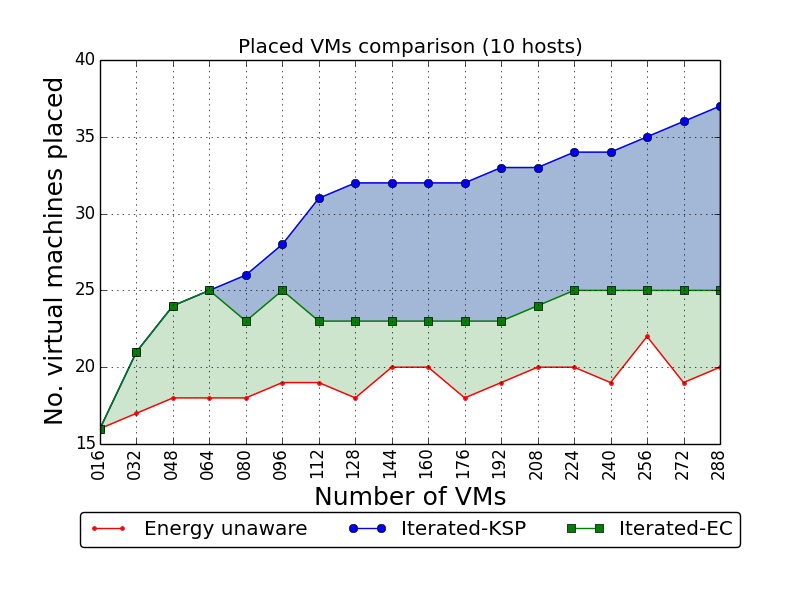 Placed VMs comparison (10 hosts)
No. virtual machines placed
40
35
30
25
20
15
016 032 048 064 080 096 112 128 144 160 176 192 208 224 240 256 272 288
Number of VMs
Energy unaware Iterated-KSP Iterated-EC